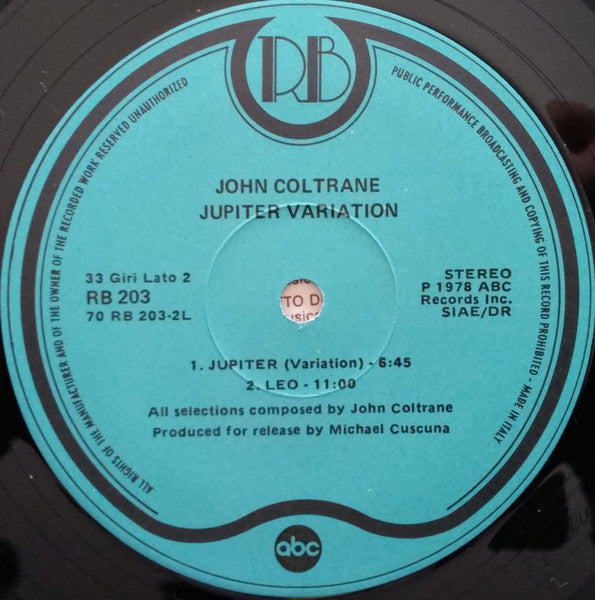 RB
ALL RIGHTS OF THE MANUFACTURER AND OF THE OWNER OF THE RECORDED WORK RESERVED UNAUTHORIZED
PUBLIC PERFORMANCE BROADCASTING AND COPYING OF THIS RECORD PROHIBITED - MADE IN ITALY
JOHN COLTRANE
JUPITER VARIATION
33 Giri Lato 2
RB 203
70 RB 203-2L
STEREO
P 1978 ABC
Records Inc.
SIAE/DR
TO D
1. JUPITER (Variation) - 6:45
2. LEO - 11:00
All selections composed by John Coltrane
Produced for release by Michael Cuscuna
abc